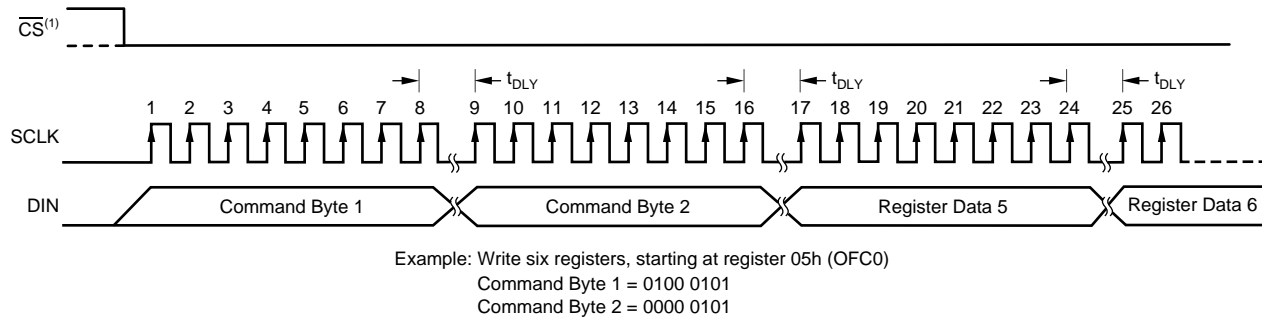 CS(1)
tDLY tDLY tDLY
1 2 3 4 5 6 7 8 9 10 11 12 13 14 15 16 17 18 19 20 21 22 23 24 25 26
SCLK
DIN Command Byte 1 Command Byte 2 Register Data 5 Register Data 6
Example: Write six registers, starting at register 05h (OFC0)
Command Byte 1 = 0100 0101
Command Byte 2 = 0000 0101